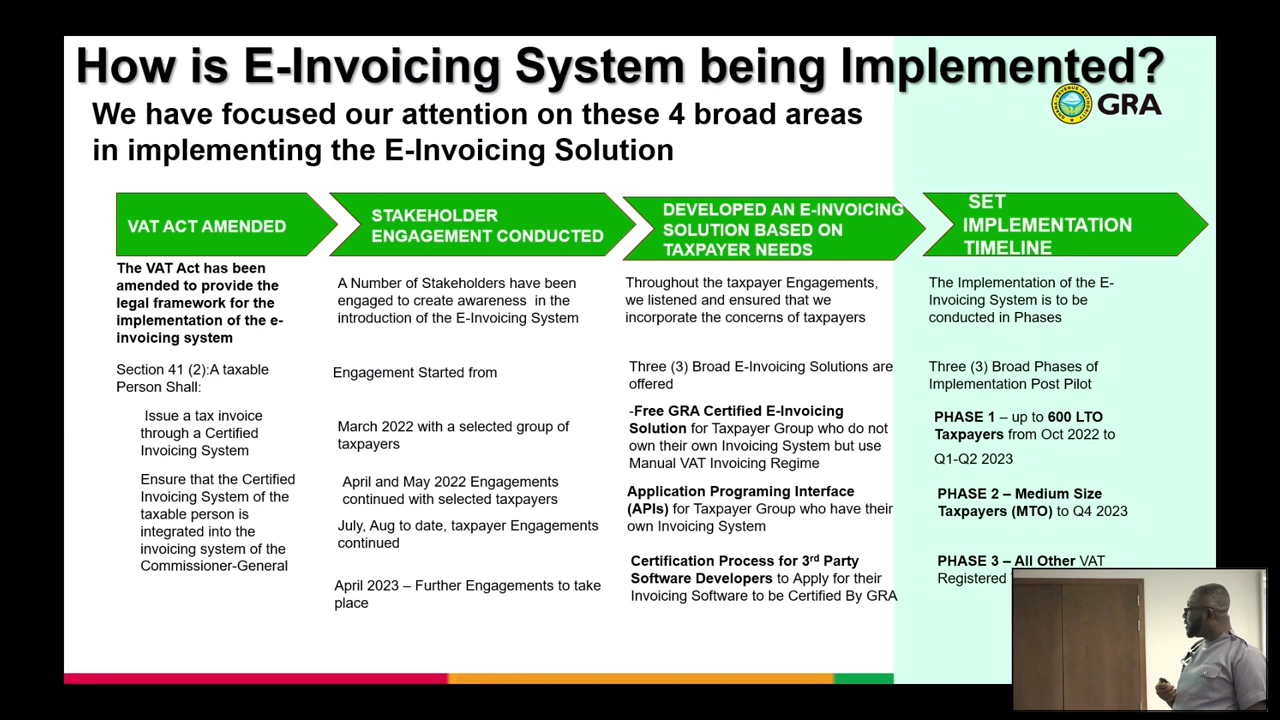 How is E-Invoicing System being Implemented?
We have focused our attention on these 4 broad areas
in implementing the E-Invoicing Solution
GRA
VAT ACT AMENDED
The VAT Act has been
amended to provide the
legal framework for the
implementation of the e-
invoicing system
Section 41 (2):A taxable
Person Shall:
Issue a tax invoice
through a Certified
Invoicing System
Ensure that the Certified
Invoicing System of the
taxable person is
integrated into the
invoicing system of the
Commissioner-General
STAKEHOLDER
ENGAGEMENT CONDUCTED
A Number of Stakeholders have been
engaged to create awareness in the
introduction of the E-Invoicing System
Engagement Started from
March 2022 with a selected group of
taxpayers
April and May 2022 Engagements
continued with selected taxpayers
July, Aug to date, taxpayer Engagements
continued
April 2023 – Further Engagements to take
place
DEVELOPED AN E-INVOICING
SOLUTION BASED ON
TAXPAYER NEEDS
Throughout the taxpayer Engagements,
we listened and ensured that we
incorporate the concerns of taxpayers
Three (3) Broad E-Invoicing Solutions are
offered
-Free GRA Certified E-Invoicing
Solution for Taxpayer Group who do not
own their own Invoicing System but use
Manual VAT Invoicing Regime
Application Programing Interface
(APIs) for Taxpayer Group who have their
own Invoicing System
Certification Process for 3rd Party
Software Developers to Apply for their
Invoicing Software to be Certified By GRA
SET
IMPLEMENTATION
TIMELINE
The Implementation of the E-
Invoicing System is to be
conducted in Phases
Three (3) Broad Phases of
Implementation Post Pilot
PHASE 1 – up to 600 LTO
Taxpayers from Oct 2022 to
Q1-Q2 2023
PHASE 2 – Medium Size
Taxpayers (MTO) to Q4 2023
PHASE 3 – All Other VAT
Registered